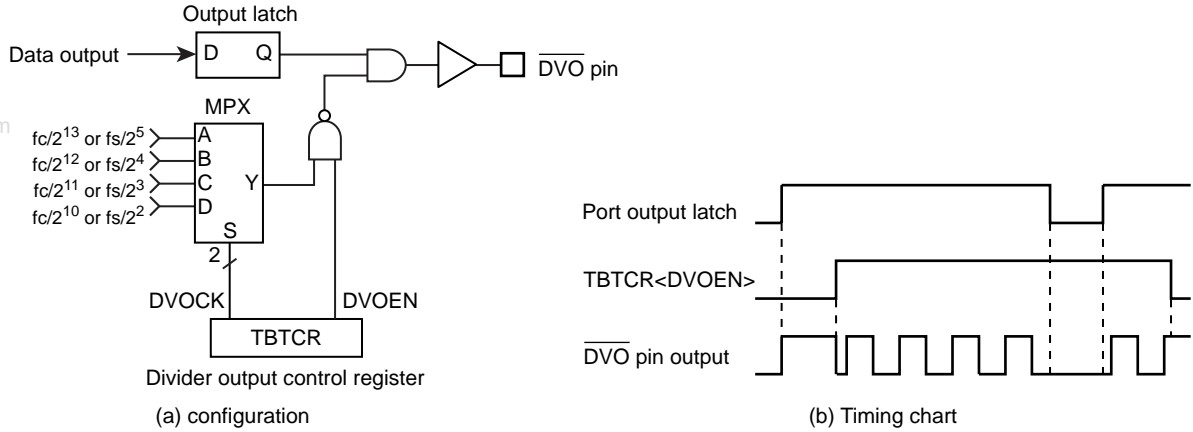 Output latch
Data output
D Q
DVO pin
MPX
m
fc/2^13 or fs/2^5
fc/2^12 or fs/2^4
fc/2^11 or fs/2^3
fc/2^10 or fs/2^2
A
B
C
D
Y
S
2
DVOCK
DVOEN
TBTCR
Divider output control register
(a) configuration
Port output latch
TBTCR<DVOEN>
DVO pin output
(b) Timing chart